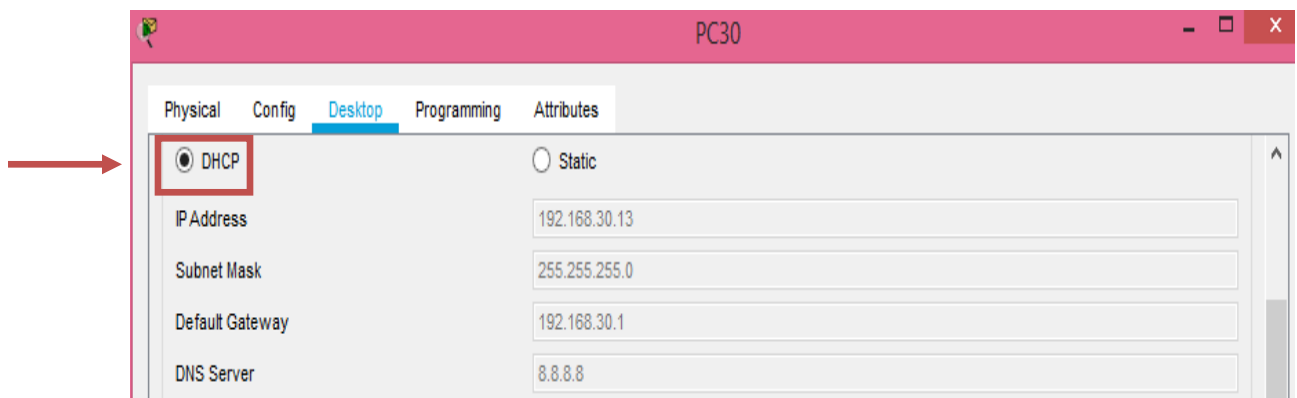 PC30
X
Physical Config Desktop Programming Attributes
DHCP Static
IP Address 192.168.30.13
Subnet Mask 255.255.255.0
Default Gateway 192.168.30.1
DNS Server 8.8.8.8